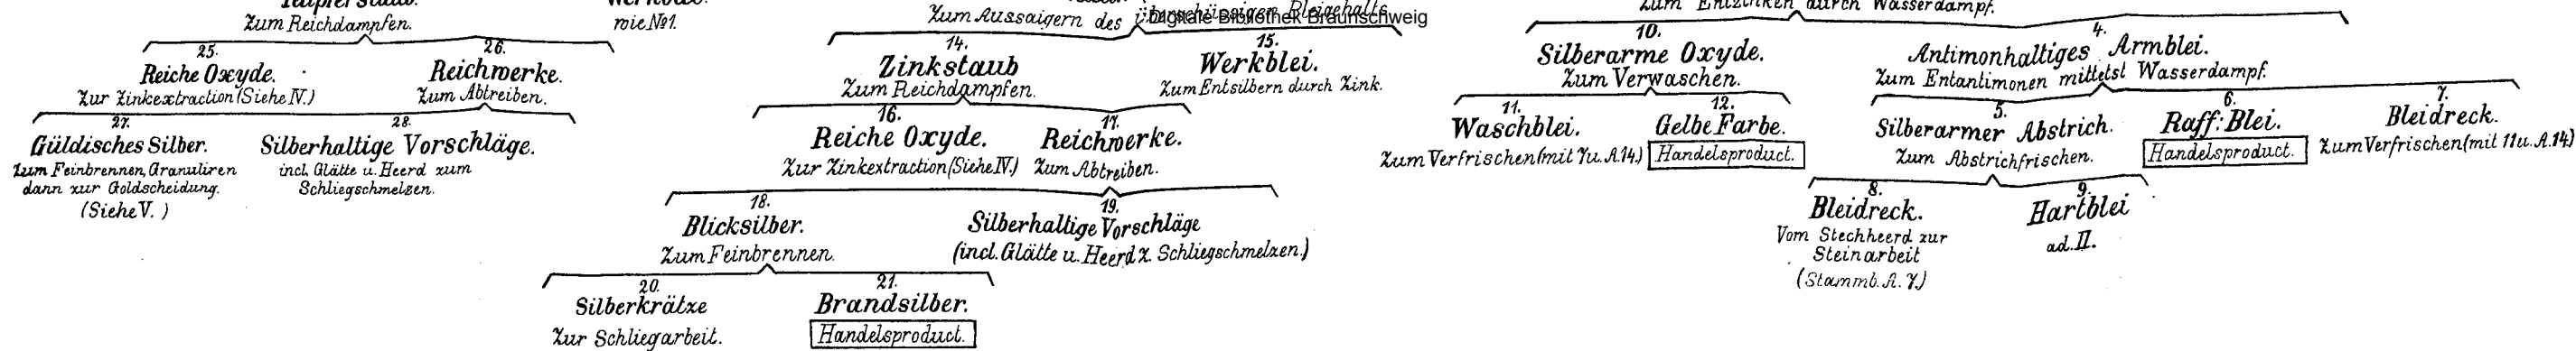 Zum Reichdampfen.
wie №1.
Zum Aussaigern des überschüssigen Bleigehalts
Digitale Bibliothek Braunschweig
Zum Entzinken durch Wasserdampf.
25.
Reiche Oxyde.
Zur Zinkextraction (Siehe IV.)
26.
Reichwerke.
Zum Abtreiben.
27.
Güldisches Silber.
Zum Feinbrennen, Granuliren
dann zur Goldscheidung.
(Siehe V. )
28.
Silberhaltige Vorschläge.
incl. Glätte u. Heerd zum
Schliegschmelzen.
14.
Zinkstaub
Zum Reichdampfen.
15.
Werkblei.
Zum Entsilbern durch Zink.
16.
Reiche Oxyde.
Zur Zinkextraction (Siehe IV.)
17.
Reichwerke.
Zum Abtreiben.
18.
Blicksilber.
Zum Feinbrennen.
19.
Silberhaltige Vorschläge
(incl. Glätte u. Heerd z. Schliegschmelzen.)
20.
Silberkrätze
Zur Schliegarbeit.
21.
Brandsilber.
Handelsproduct.
10.
Silberarme Oxyde.
Zum Verwaschen.
4.
Antimonhaltiges Armblei.
Zum Entantimonen mittetst Wasserdampf.
11.
Waschblei.
Zum Verfrischen (mit 7 u. A. 14.)
12.
Gelbe Farbe.
Handelsproduct.
5.
Silberarmer Abstrich.
Zum Abstrichfrischen.
6.
Raff: Blei.
Handelsproduct.
7.
Bleidreck.
Zum Verfrischen (mit 11 u. A. 14)
8.
Bleidreck.
Vom Stechheerd zur
Steinarbeit
(Stammb. A. 7.)
9.
Hartblei
ad. II.